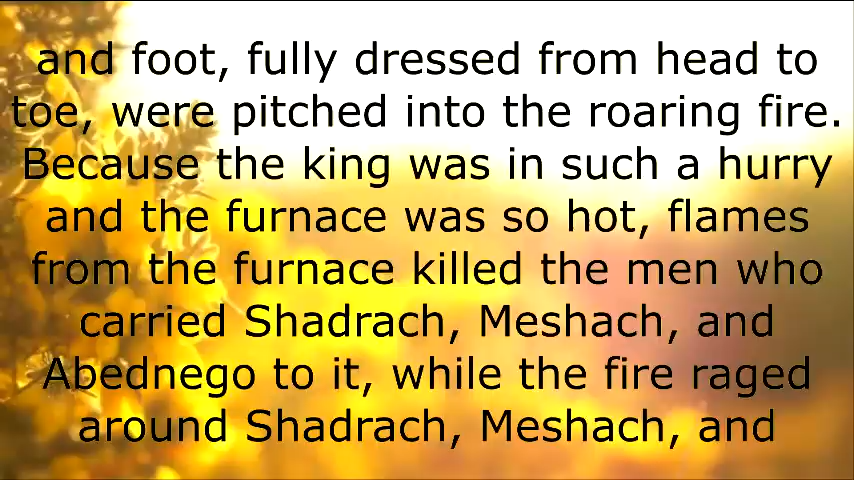 and foot, fully dressed from head to
toe, were pitched into the roaring fire.
Because the king was in such a hurry
and the furnace was so hot, flames
from the furnace killed the men who
carried Shadrach, Meshach, and
Abednego to it, while the fire raged
around Shadrach, Meshach, and